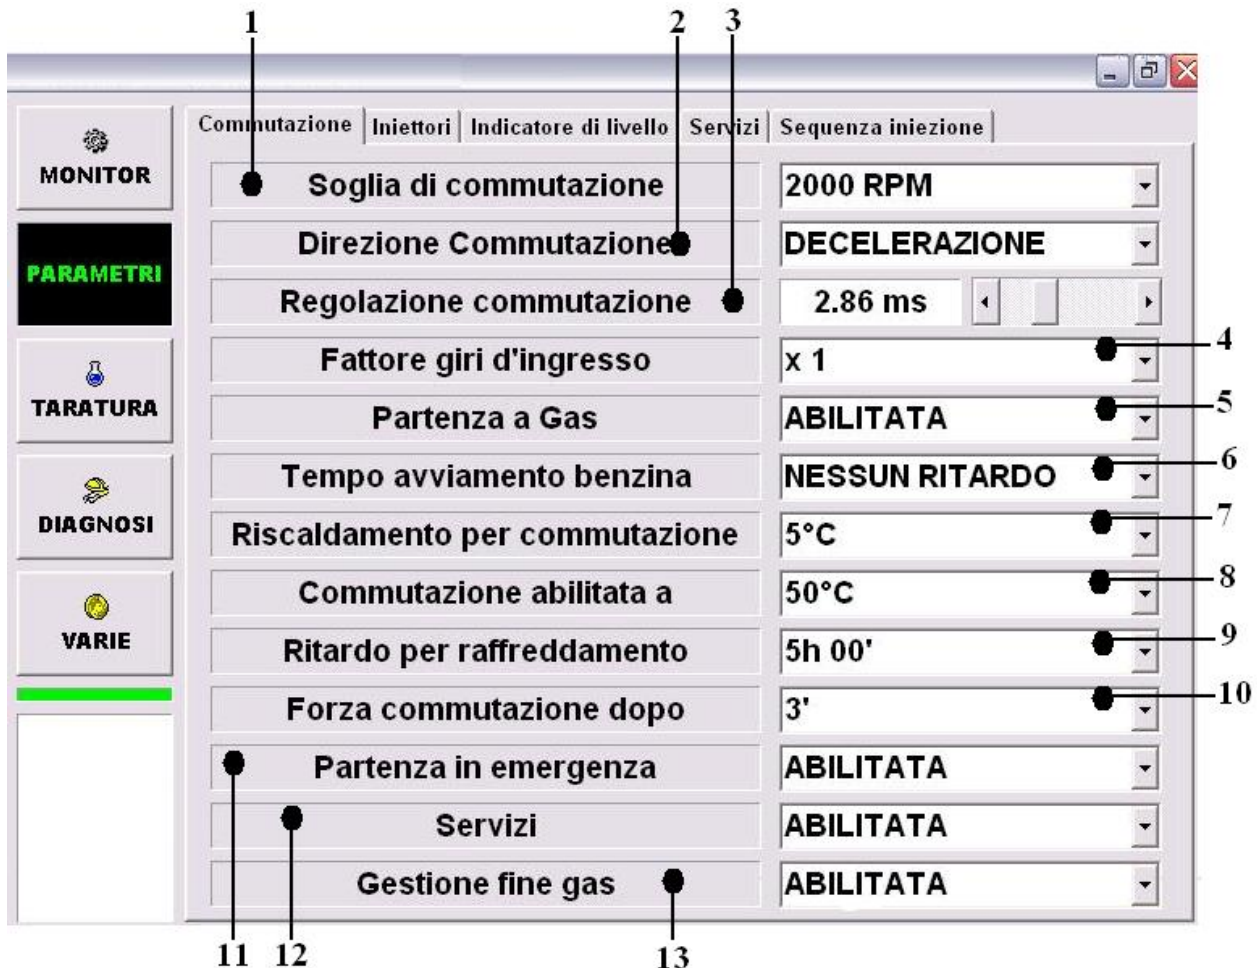 1 2 3
Commutazione Iniettori Indicatore di livello Servizi Sequenza iniezione
MONITOR
Soglia di commutazione 2000 RPM
Direzione Commutazione DECELERAZIONE
PARAMETRI
Regolazione commutazione 2.86 ms
Fattore giri d'ingresso x 1 4
TARATURA
Partenza a Gas ABILITATA 5
Tempo avviamento benzina NESSUN RITARDO 6
DIAGNOSI
Riscaldamento per commutazione 5°C 7
Commutazione abilitata a 50°C 8
VARIE
Ritardo per raffreddamento 5h 00' 9
Forza commutazione dopo 3' 10
Partenza in emergenza ABILITATA
Servizi ABILITATA
Gestione fine gas ABILITATA
11 12 13